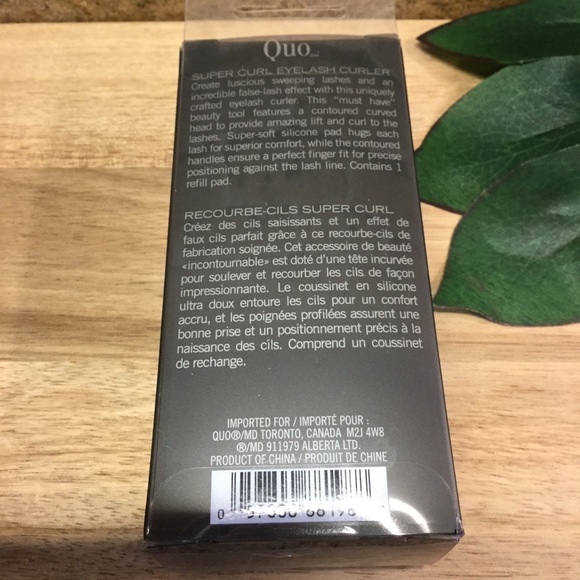 Quo
SUPER CURL EYELASH CURLER
Create luscious sweeping lashes and an
incredible false-lash effect with this uniquely
crafted eyelash curler. This "must have"
beauty tool features a contoured curved
head to provide amazing lift and curl to the
lashes. Super-soft silicone pad hugs each
lash for superior comfort, while the contoured
handles ensure a perfect finger fit for precise
positioning against the lash line. Contains 1
refill pad.
RECOURBE-CILS SUPER CURL
Créez des cils saisissants et un effet de
faux cils parfait grâce à ce recourbe-cils de
fabrication soignée. Cet accessoire de beauté
«incontournable» est doté d'une tête incurvée
pour soulever et recourber les cils de façon
impressionnante. Le coussinet en silicone
ultra doux entoure les cils pour un confort
accru, et les poignées profilées assurent une
bonne prise et un positionnement précis à la
naissance des cils. Comprend un coussinet
de rechange.
IMPORTED FOR / IMPORTÉ POUR :
QUO®/MD TORONTO, CANADA M2J 4W8
®/MD 911979 ALBERTA LTD.
PRODUCT OF CHINA / PRODUIT DE CHINE
0